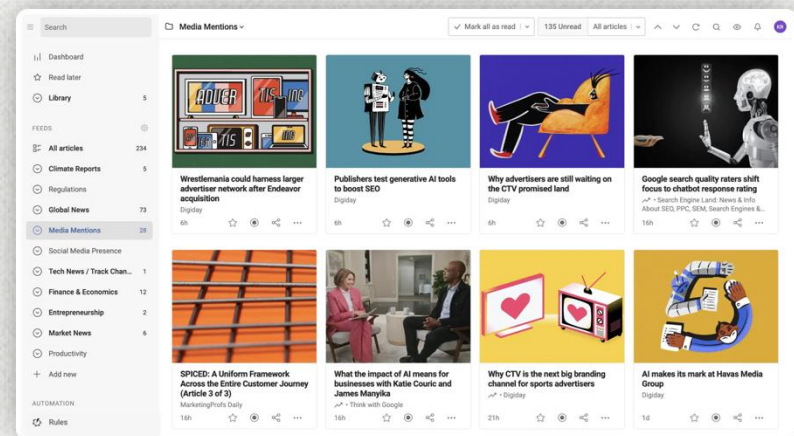 Search
Media Mentions
Mark all as read
135 Unread
All articles
KR
Dashboard
Read later
Library 5
FEEDS
All articles 234
Climate Reports 5
Regulations
Global News 73
Media Mentions 28
Social Media Presence
Tech News / Track Chan... 1
Finance & Economics 12
Entrepreneurship 2
Market News 6
Productivity
Add new
AUTOMATION
Rules
ADVER
TIS
ING
TIS
Wrestlemania could harness larger
advertiser network after Endeavor
acquisition
Digiday
6h
Publishers test generative AI tools
to boost SEO
Digiday
6h
Why advertisers are still waiting on
the CTV promised land
Digiday
6h
Google search quality raters shift
focus to chatbot response rating
• Search Engine Land: News & Info
About SEO, PPC, SEM, Search Engines &...
16h
SPICED: A Uniform Framework
Across the Entire Customer Journey
(Article 3 of 3)
MarketingProfs Daily
16h
What the impact of AI means for
businesses with Katie Couric and
James Manyika
• Think with Google
16h
Why CTV is the next big branding
channel for sports advertisers
• Digiday
21h
AI makes its mark at Havas Media
Group
Digiday
1d